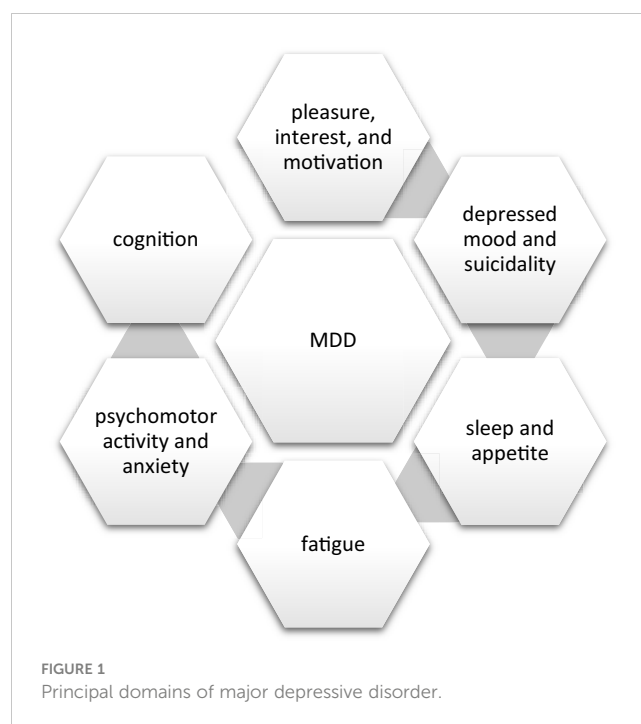 pleasure,
interest, and
motivation
depressed
mood and
suicidality
cognition
MDD
psychomotor
activity and
anxiety
sleep and
appetite
fatigue
FIGURE 1
Principal domains of major depressive disorder.